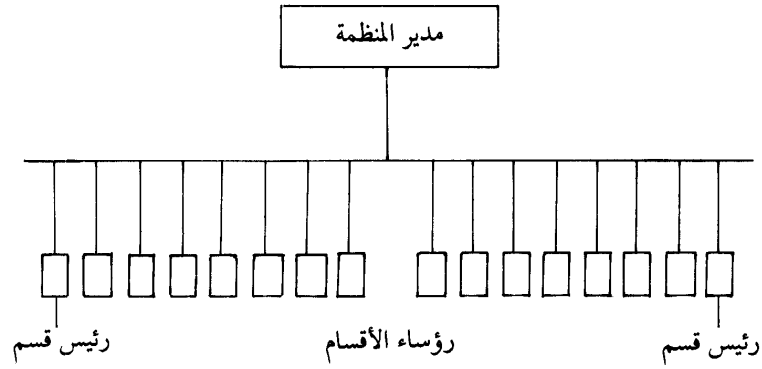 مدير المنظمة
رئيس قسم
رؤساء الأقسام
رئيس قسم